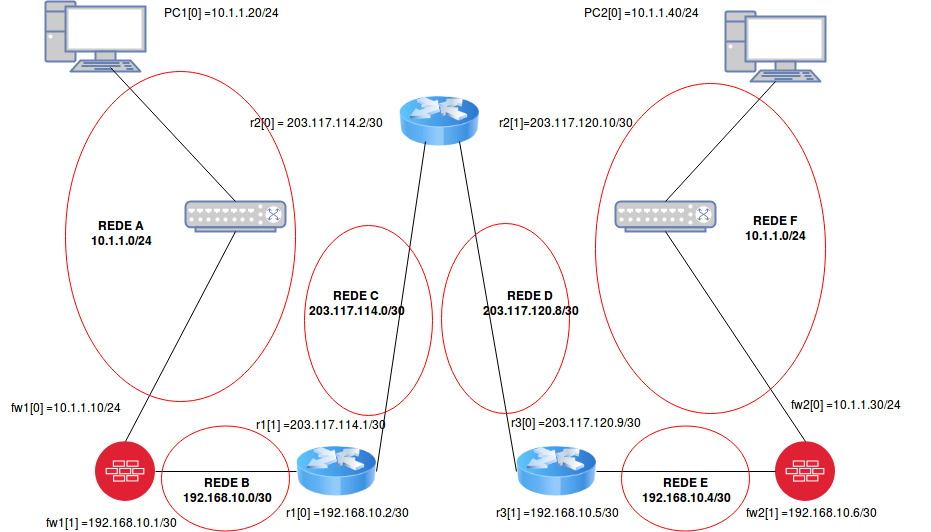 PC1[0] =10.1.1.20/24
PC2[0] =10.1.1.40/24
r2[0] = 203.117.114.2/30
r2[1]=203.117.120.10/30
REDE A
10.1.1.0/24
REDE F
10.1.1.0/24
REDE C
203.117.114.0/30
REDE D
203.117.120.8/30
fw1[0] =10.1.1.10/24
fw2[0] =10.1.1.30/24
r1[1] =203.117.114.1/30
r3[0] =203.117.120.9/30
REDE B
192.168.10.0/30
REDE E
192.168.10.4/30
fw1[1] =192.168.10.1/30
r1[0] =192.168.10.2/30
r3[1] =192.168.10.5/30
fw2[1] =192.168.10.6/30